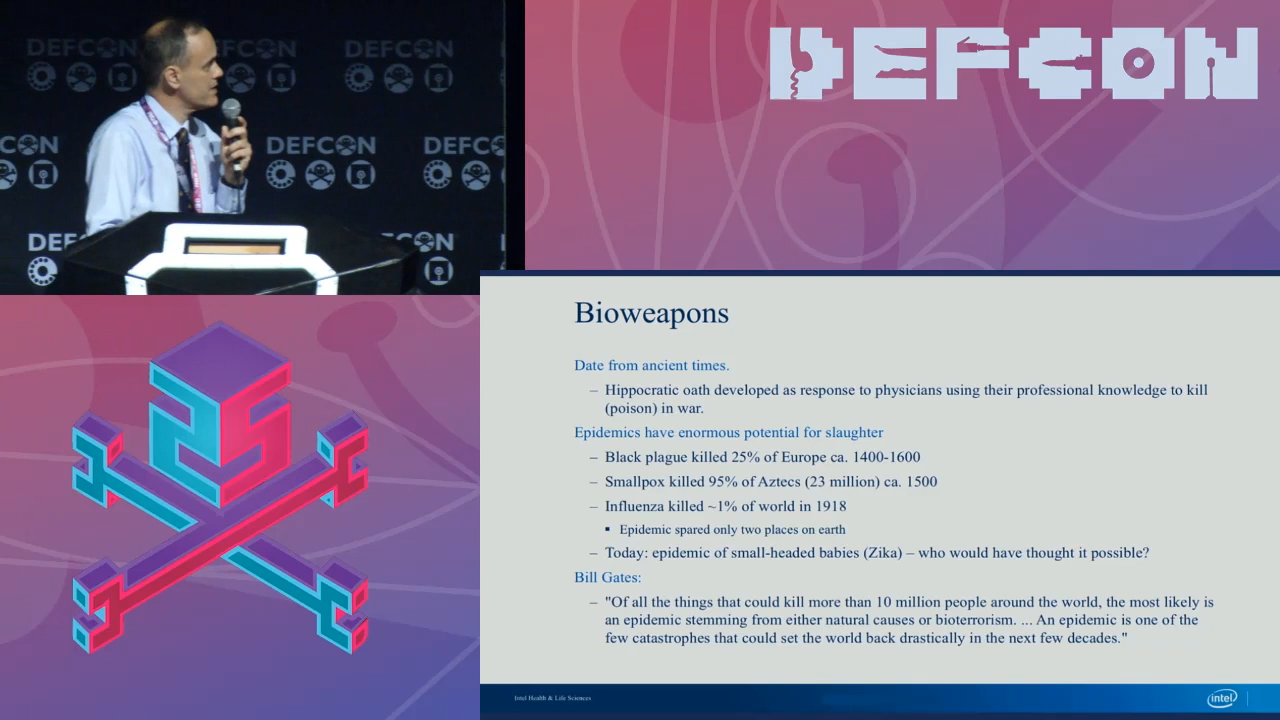 DEFCON
DEFCON
DEFCON
DEFCON
DEFCON
Bioweapons
Date from ancient times.
– Hippocratic oath developed as response to physicians using their professional knowledge to kill
(poison) in war.
Epidemics have enormous potential for slaughter
– Black plague killed 25% of Europe ca. 1400-1600
– Smallpox killed 95% of Aztecs (23 million) ca. 1500
– Influenza killed ~1% of world in 1918
▪ Epidemic spared only two places on earth
– Today: epidemic of small-headed babies (Zika) – who would have thought it possible?
Bill Gates:
– "Of all the things that could kill more than 10 million people around the world, the most likely is
an epidemic stemming from either natural causes or bioterrorism. ... An epidemic is one of the
few catastrophes that could set the world back drastically in the next few decades."
Intel Health & Life Sciences
intel
25